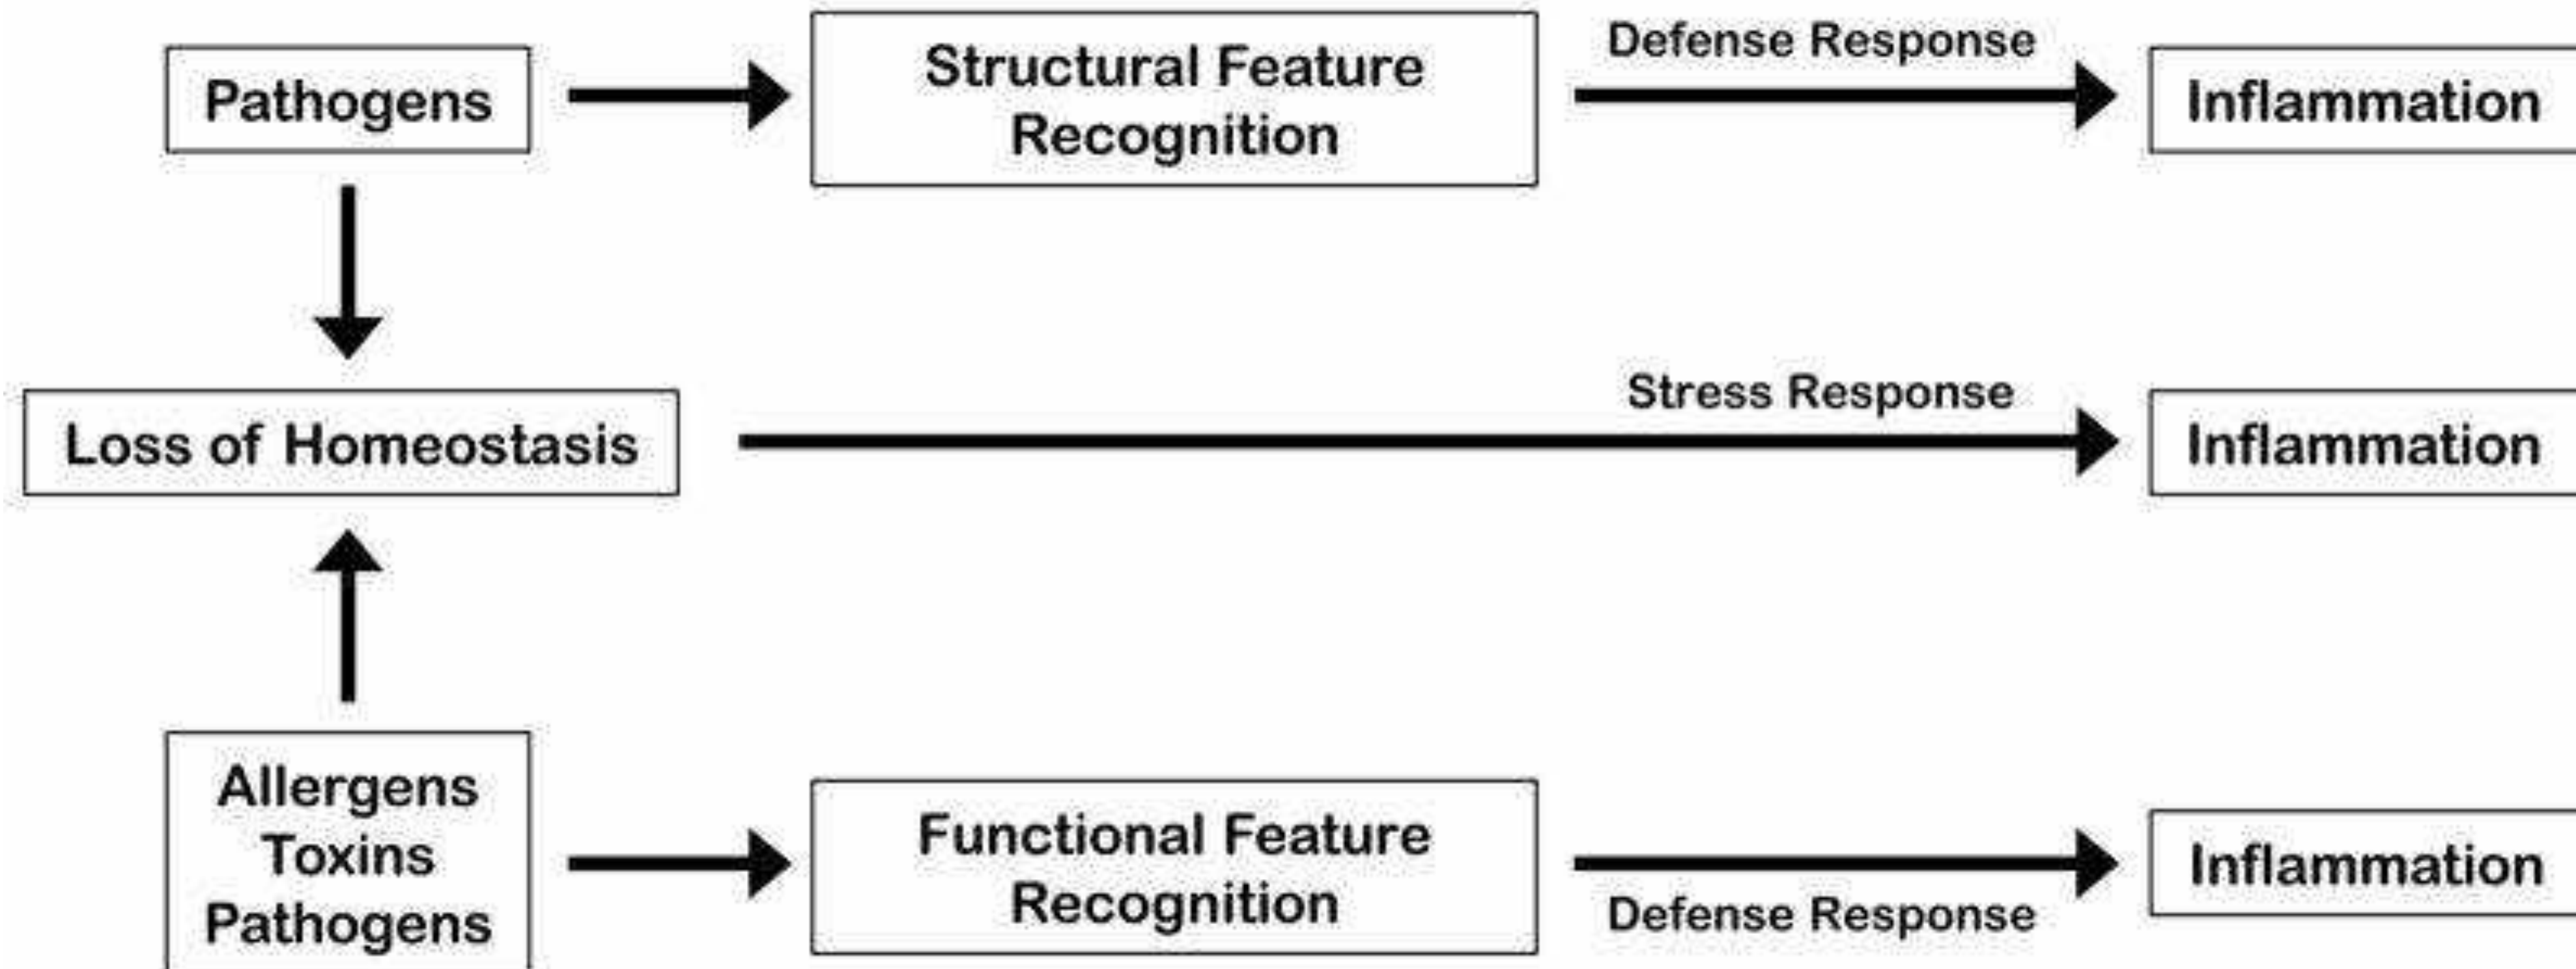 Pathogens
Structural Feature
Recognition
Defense Response
Inflammation
Loss of Homeostasis
Stress Response
Inflammation
Allergens
Toxins
Pathogens
Functional Feature
Recognition
Defense Response
Inflammation